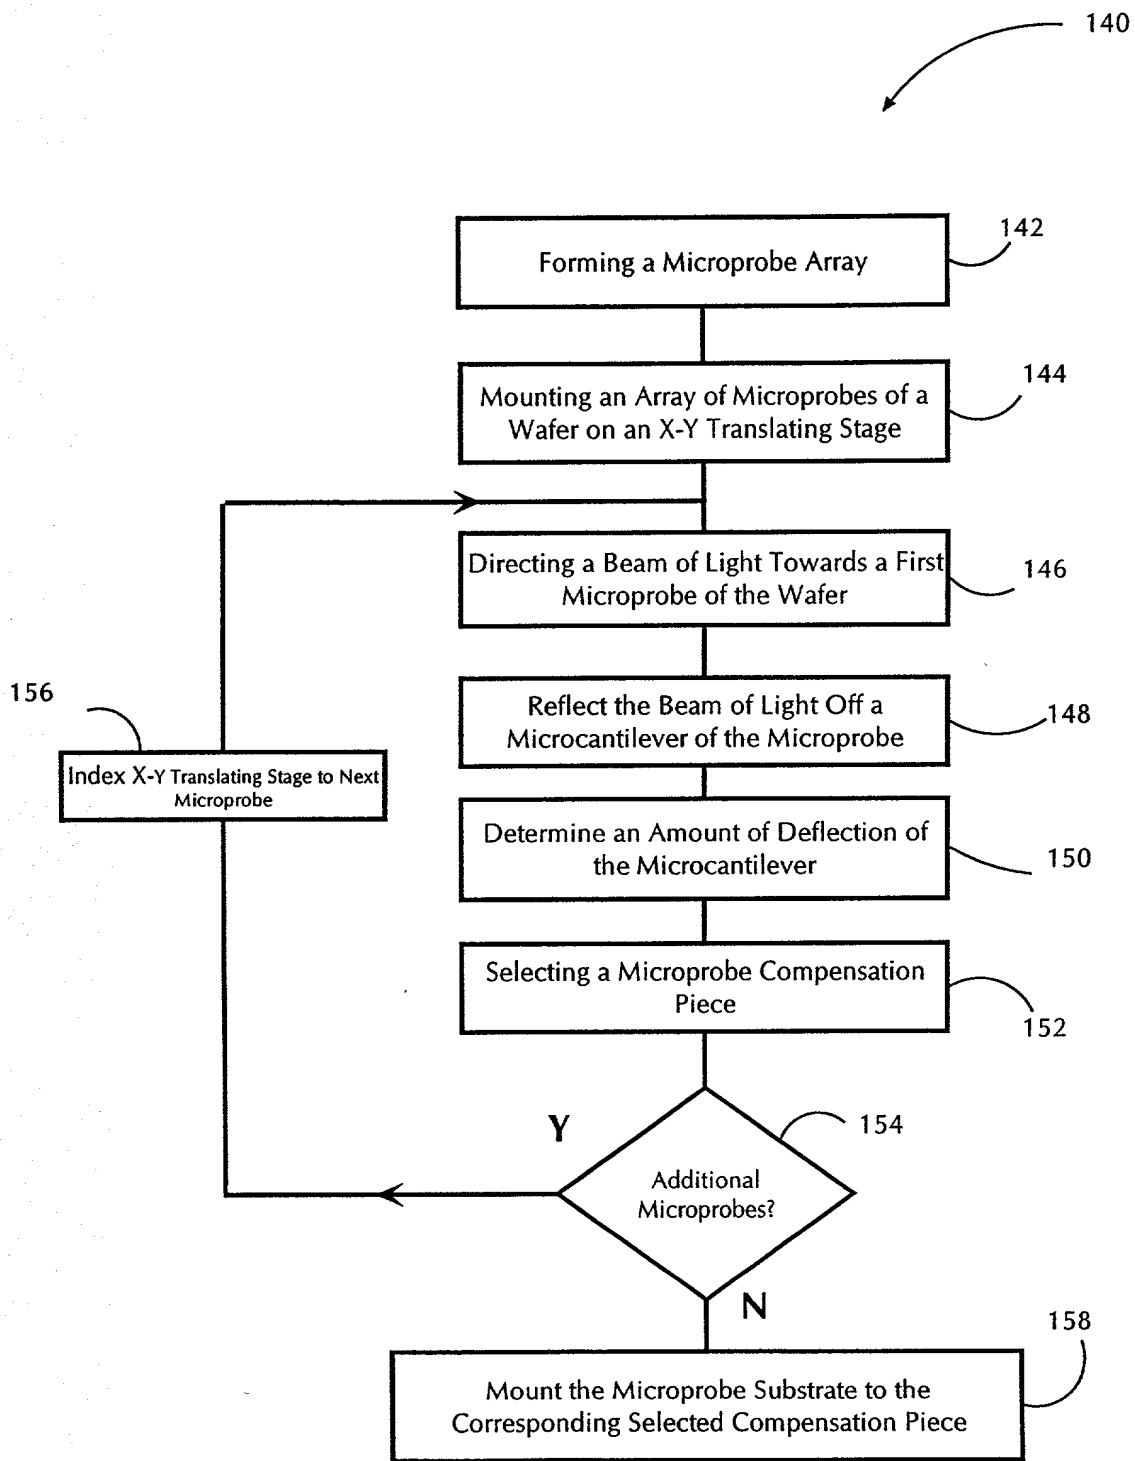 140
Forming a Microprobe Array
142
Mounting an Array of Microprobes of a
Wafer on an X-Y Translating Stage
144
Directing a Beam of Light Towards a First
Microprobe of the Wafer
146
Reflect the Beam of Light Off a
Microcantilever of the Microprobe
148
156
Index X-Y Translating Stage to Next
Microprobe
Determine an Amount of Deflection of
the Microcantilever
150
Selecting a Microprobe Compensation
Piece
152
Y
154
Additional
Microprobes?
N
158
Mount the Microprobe Substrate to the
Corresponding Selected Compensation Piece